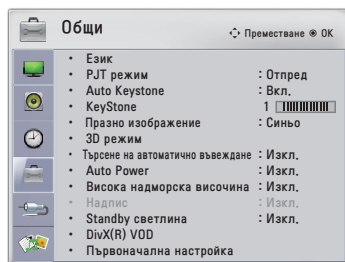 Общи
Преместване OK
• Език
• PJT режим : Отпред
• Auto Keystone : Вкл.
• KeyStone 1
• Празно изображение : Синьо
• 3D режим
• Търсене на автоматично въвеждане : Изкл.
• Auto Power : Изкл.
• Висока надморска височина : Изкл.
• Надпис : Изкл.
• Standby светлина : Изкл.
• DivX(R) VOD
• Първоначална настройка